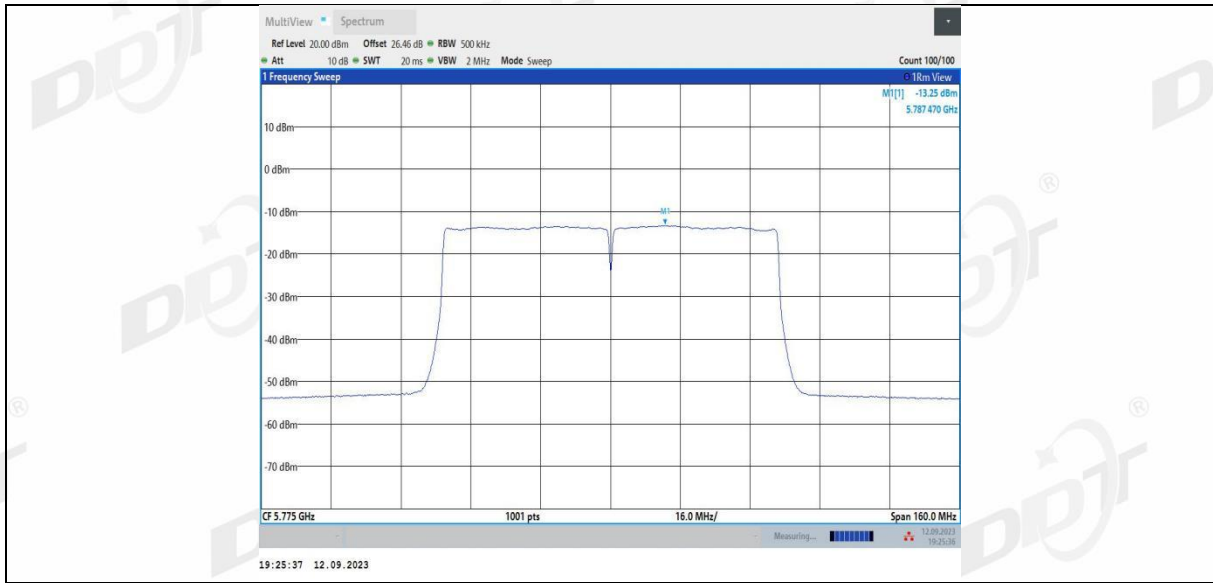 MultiView Spectrum
Ref Level 20.00 dBm Offset 26.46 dB RBW 500 kHz
Att 10 dB SWT 20 ms VBW 2 MHz Mode Sweep Count 100/100
1 Frequency Sweep 1Rm View
M1[1] -13.25 dBm
5.787 470 GHz
10 dBm
0 dBm
-10 dBm
M1
-20 dBm
-30 dBm
-40 dBm
-50 dBm
-60 dBm
-70 dBm
CF 5.775 GHz 1001 pts 16.0 MHz/ Span 160.0 MHz
Measuring... 12.09.2023
19:25:36
19:25:37 12.09.2023
DDT
®
DDT
®
DDT
®
DDT
®